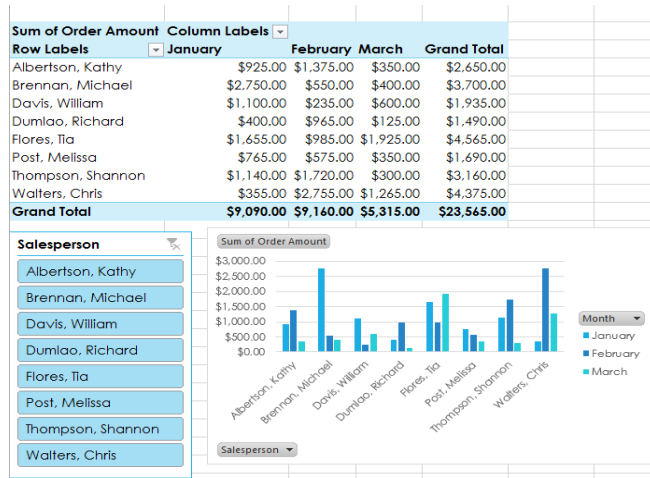 Sum of Order Amount Column Labels
Row Labels January February March Grand Total
Albertson, Kathy $925.00 $1,375.00 $350.00 $2,650.00
Brennan, Michael $2,750.00 $550.00 $400.00 $3,700.00
Davis, William $1,100.00 $235.00 $600.00 $1,935.00
Dumlao, Richard $400.00 $965.00 $125.00 $1,490.00
Flores, Tia $1,655.00 $985.00 $1,925.00 $4,565.00
Post, Melissa $765.00 $575.00 $350.00 $1,690.00
Thompson, Shannon $1,140.00 $1,720.00 $300.00 $3,160.00
Walters, Chris $355.00 $2,755.00 $1,265.00 $4,375.00
Grand Total $9,090.00 $9,160.00 $5,315.00 $23,565.00
Salesperson
Albertson, Kathy
Brennan, Michael
Davis, William
Dumlao, Richard
Flores, Tia
Post, Melissa
Thompson, Shannon
Walters, Chris
Sum of Order Amount
$3,000.00
$2,500.00
$2,000.00
$1,500.00
$1,000.00
$500.00
$0.00
Albertson, Kathy
Brennan, Michael
Davis, William
Dumlao, Richard
Flores, Tia
Post, Melissa
Thompson, Shannon
Walters, Chris
Month
January
February
March
Salesperson